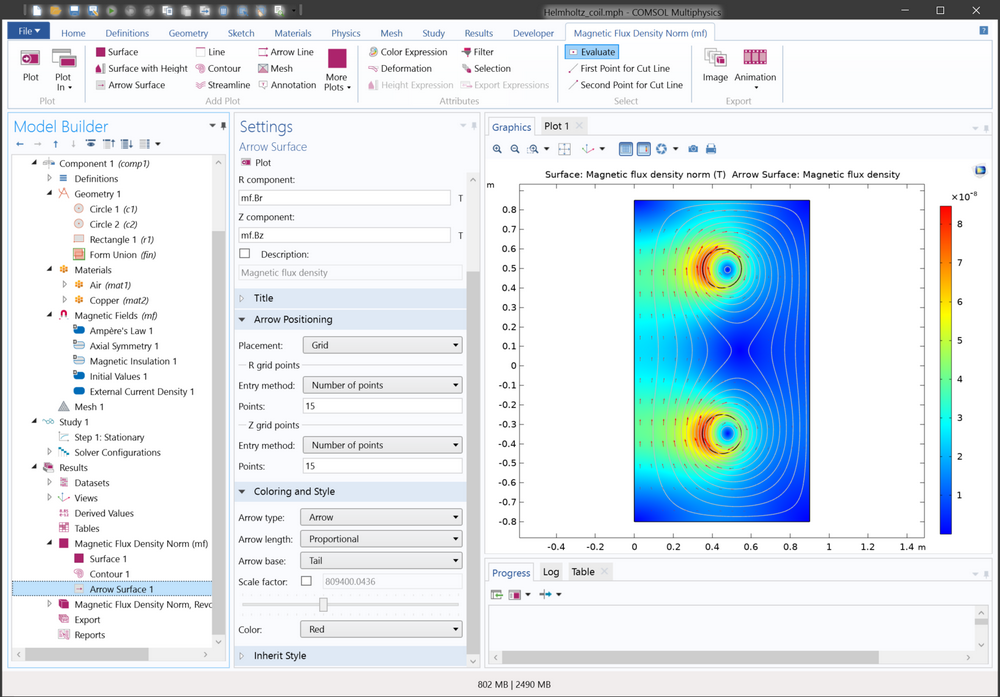 Helmholtz_coil.mph - COMSOL Multiphysics
File
Home
Definitions
Geometry
Sketch
Materials
Physics
Mesh
Study
Results
Developer
Magnetic Flux Density Norm (mf)
Plot
Plot In
Plot
Surface
Surface with Height
Arrow Surface
Line
Contour
Streamline
Arrow Line
Mesh
Annotation
More Plots
Add Plot
Color Expression
Deformation
Height Expression
Filter
Selection
Export Expressions
Attributes
Evaluate
First Point for Cut Line
Second Point for Cut Line
Select
Image
Animation
Export
Model Builder
Component 1 (comp1)
Definitions
Geometry 1
Circle 1 (c1)
Circle 2 (c2)
Rectangle 1 (r1)
Form Union (fin)
Materials
Air (mat1)
Copper (mat2)
Magnetic Fields (mf)
Ampère's Law 1
Axial Symmetry 1
Magnetic Insulation 1
Initial Values 1
External Current Density 1
Mesh 1
Study 1
Step 1: Stationary
Solver Configurations
Results
Datasets
Views
Derived Values
Tables
Magnetic Flux Density Norm (mf)
Surface 1
Contour 1
Arrow Surface 1
Magnetic Flux Density Norm, Revo
Export
Reports
Settings
Arrow Surface
Plot
R component:
mf.Br T
Z component:
mf.Bz T
Description:
Magnetic flux density
Title
Arrow Positioning
Placement: Grid
R grid points
Entry method: Number of points
Points: 15
Z grid points
Entry method: Number of points
Points: 15
Coloring and Style
Arrow type: Arrow
Arrow length: Proportional
Arrow base: Tail
Scale factor: 809400.0436
Color: Red
Inherit Style
Graphics
Plot 1
Surface: Magnetic flux density norm (T) Arrow Surface: Magnetic flux density
m
0.8
0.7
0.6
0.5
0.4
0.3
0.2
0.1
0
-0.1
-0.2
-0.3
-0.4
-0.5
-0.6
-0.7
-0.8
-0.4 -0.2 0 0.2 0.4 0.6 0.8 1 1.2 1.4 m
×10⁻⁸
8
7
6
5
4
3
2
1
Progress
Log
Table
802 MB | 2490 MB